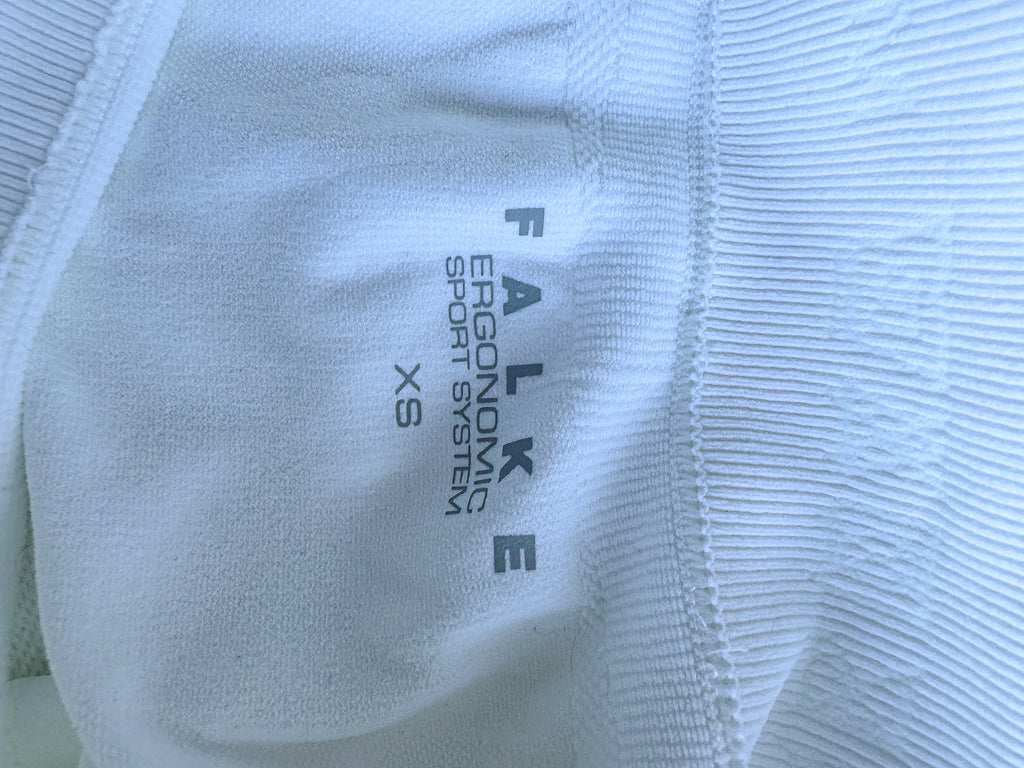 FALKE
ERGONOMIC
SPORT SYSTEM
XS